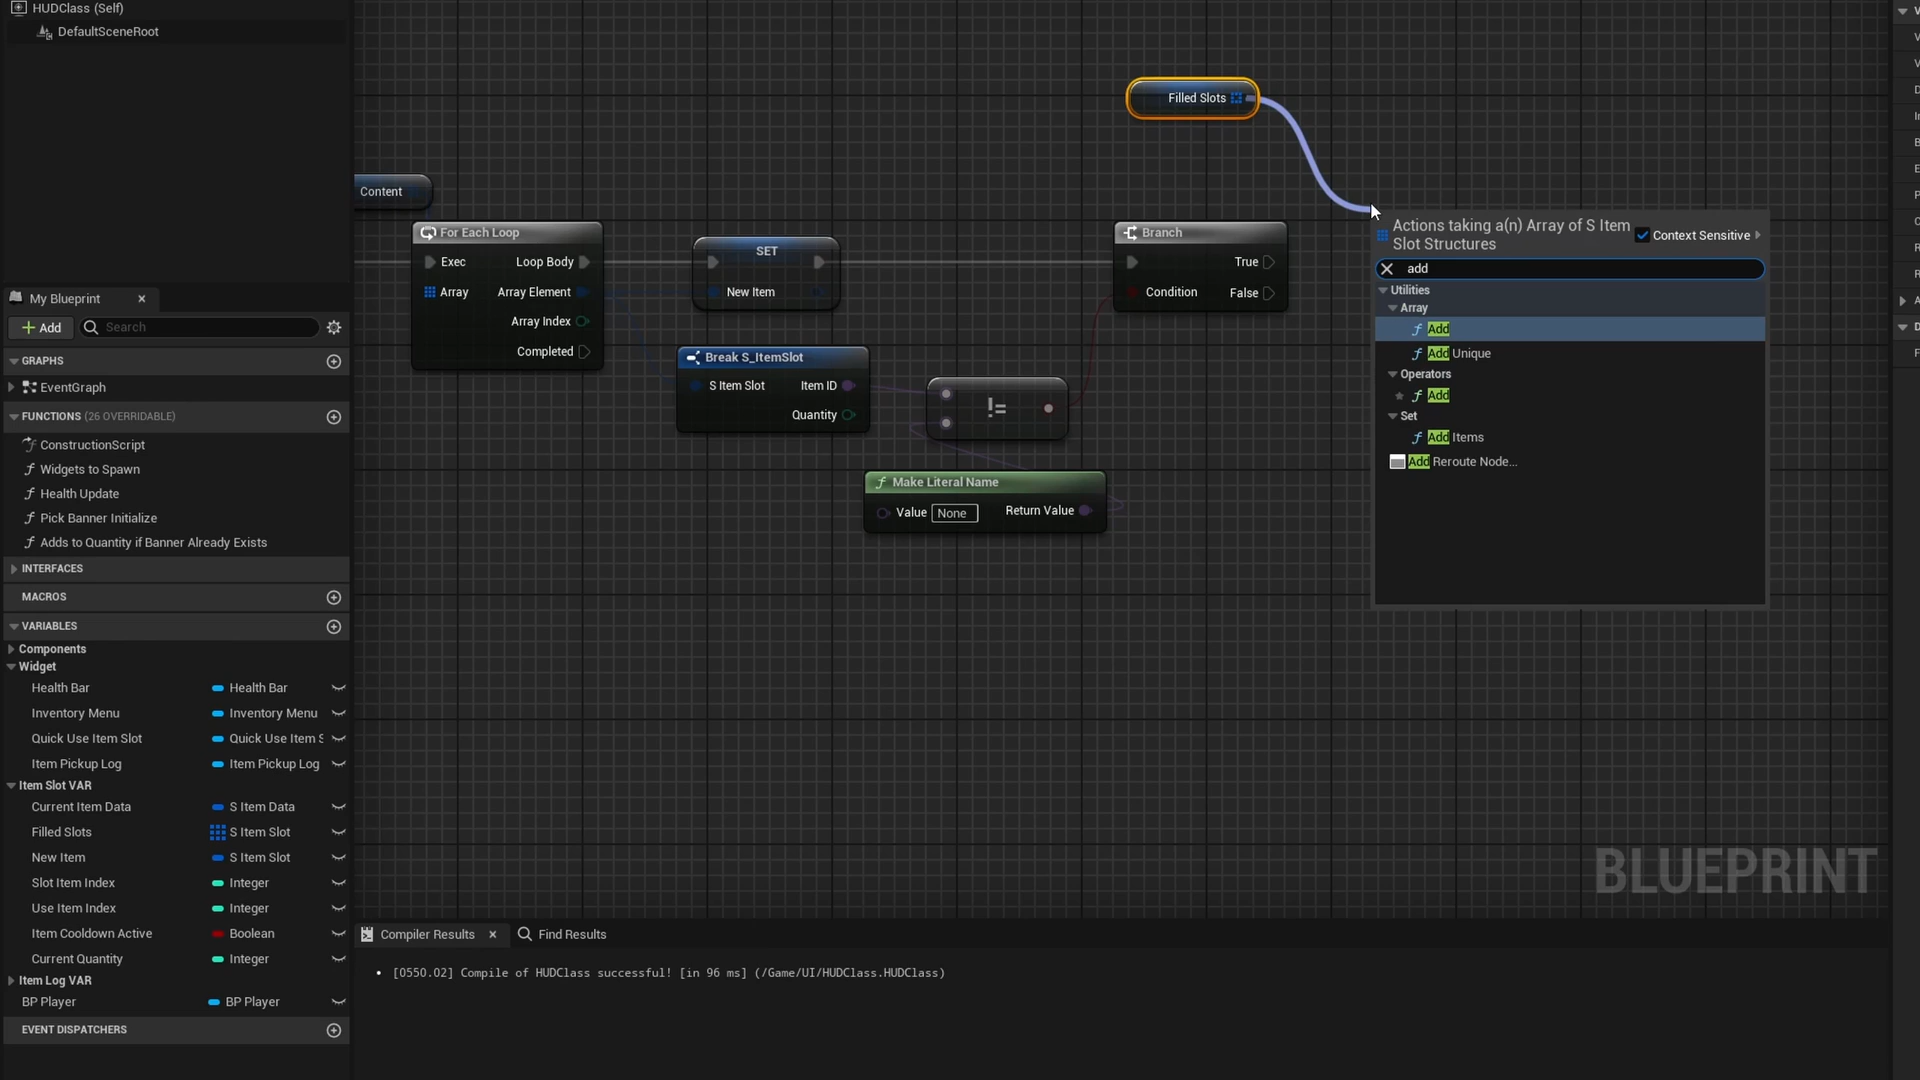 HUDClass (Self)
DefaultSceneRoot
My Blueprint
Add
Search
GRAPHS
EventGraph
FUNCTIONS (26 OVERRIDABLE)
ConstructionScript
Widgets to Spawn
Health Update
Pick Banner Initialize
Adds to Quantity if Banner Already Exists
INTERFACES
MACROS
VARIABLES
Components
Widget
Health Bar Health Bar
Inventory Menu Inventory Menu
Quick Use Item Slot Quick Use Item S
Item Pickup Log Item Pickup Log
Item Slot VAR
Current Item Data S Item Data
Filled Slots S Item Slot
New Item S Item Slot
Slot Item Index Integer
Use Item Index Integer
Item Cooldown Active Boolean
Current Quantity Integer
Item Log VAR
BP Player BP Player
EVENT DISPATCHERS
Content
For Each Loop
Exec Loop Body
Array Array Element
Array Index
Completed
SET
New Item
Break S_ItemSlot
S Item Slot Item ID
Quantity
!=
Make Literal Name
Value None Return Value
Filled Slots
Branch
True
Condition False
Actions taking a(n) Array of S Item
Slot Structures
Context Sensitive
add
Utilities
Array
Add
Add Unique
Operators
Add
Set
Add Items
Add Reroute Node...
BLUEPRINT
Compiler Results
Find Results
[0550.02] Compile of HUDClass successful! [in 96 ms] (/Game/UI/HUDClass.HUDClass)